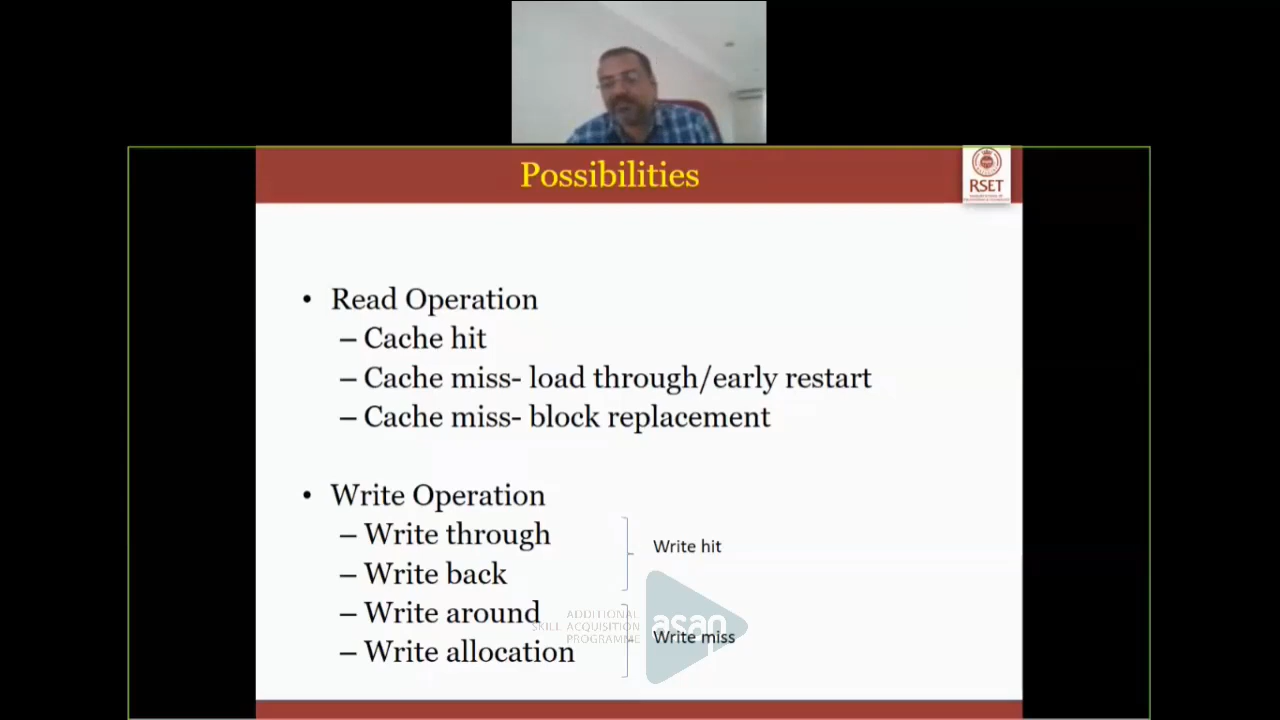 Possibilities
RSET
• Read Operation
– Cache hit
– Cache miss- load through/early restart
– Cache miss- block replacement
• Write Operation
– Write through
– Write back
Write hit
– Write around
– Write allocation
Write miss
ADDITIONAL
SKILL ACQUISITION
PROGRAMME
asap